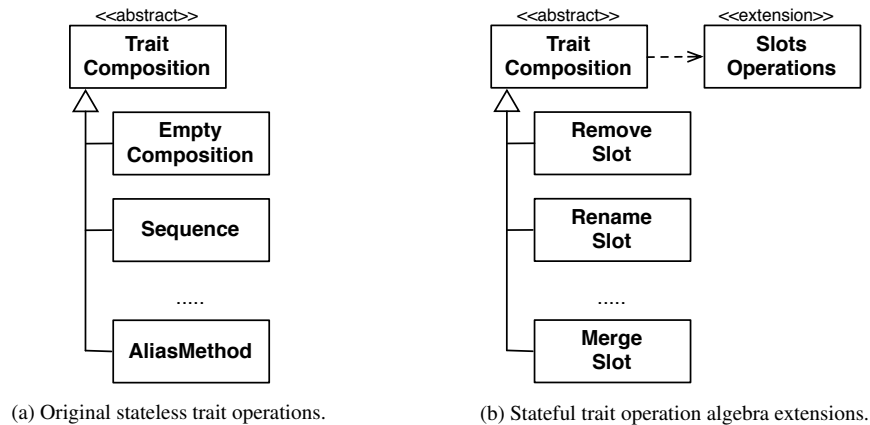 <<abstract>>
Trait
Composition
Empty
Composition
Sequence
.....
AliasMethod
(a) Original stateless trait operations.
<<abstract>>
Trait
Composition
<<extension>>
Slots
Operations
Remove
Slot
Rename
Slot
.....
Merge
Slot
(b) Stateful trait operation algebra extensions.